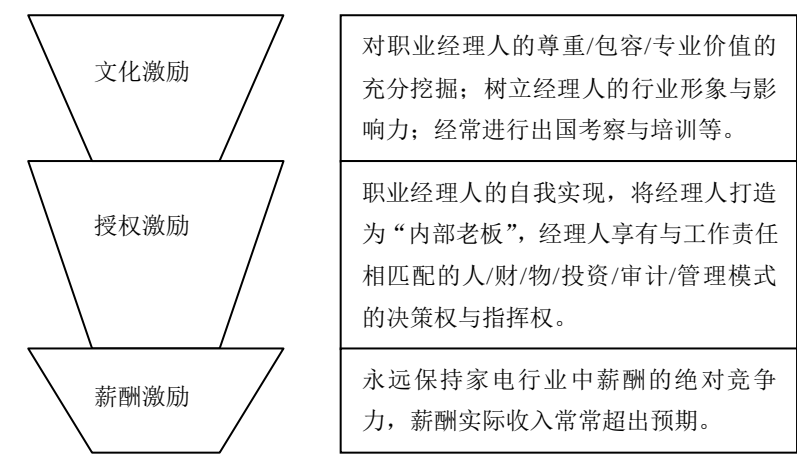 文化激励
对职业经理人的尊重/包容/专业价值的
充分挖掘；树立经理人的行业形象与影
响力；经常进行出国考察与培训等。
授权激励
职业经理人的自我实现，将经理人打造
为“内部老板”，经理人享有与工作责任
相匹配的人/财/物/投资/审计/管理模式
的决策权与指挥权。
薪酬激励
永远保持家电行业中薪酬的绝对竞争
力，薪酬实际收入常常超出预期。